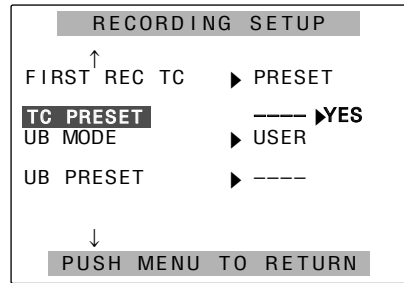 RECORDING SETUP
↑
FIRST REC TC ▶ PRESET
TC PRESET ---- ▶YES
UB MODE ▶ USER
UB PRESET ▶ ----
↓
PUSH MENU TO RETURN